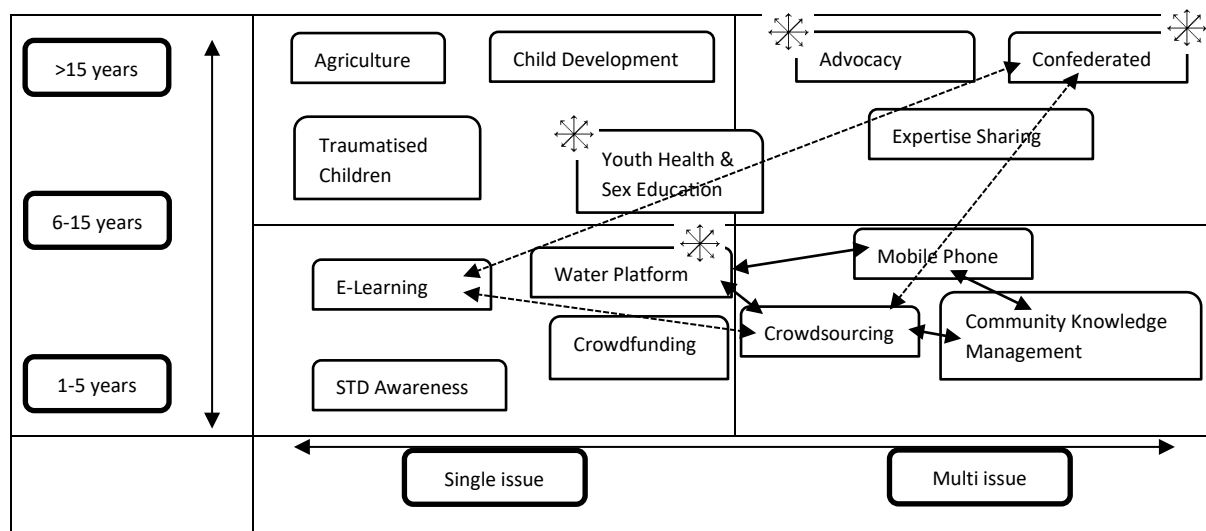 >15 years
Agriculture
Child Development
Advocacy
Confederated
Traumatised
Children
Youth Health &
Sex Education
Expertise Sharing
6-15 years
E-Learning
Water Platform
Mobile Phone
Crowdfunding
Crowdsourcing
Community Knowledge
Management
1-5 years
STD Awareness
Single issue
Multi issue